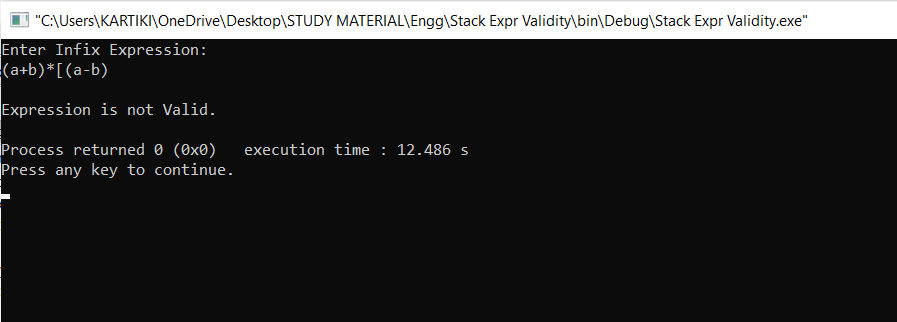 "C:\Users\KARTIKI\OneDrive\Desktop\STUDY MATERIAL\Engg\Stack Expr Validity\bin\Debug\Stack Expr Validity.exe"
Enter Infix Expression:
(a+b)*[(a-b)
Expression is not Valid.
Process returned 0 (0x0)   execution time : 12.486 s
Press any key to continue.